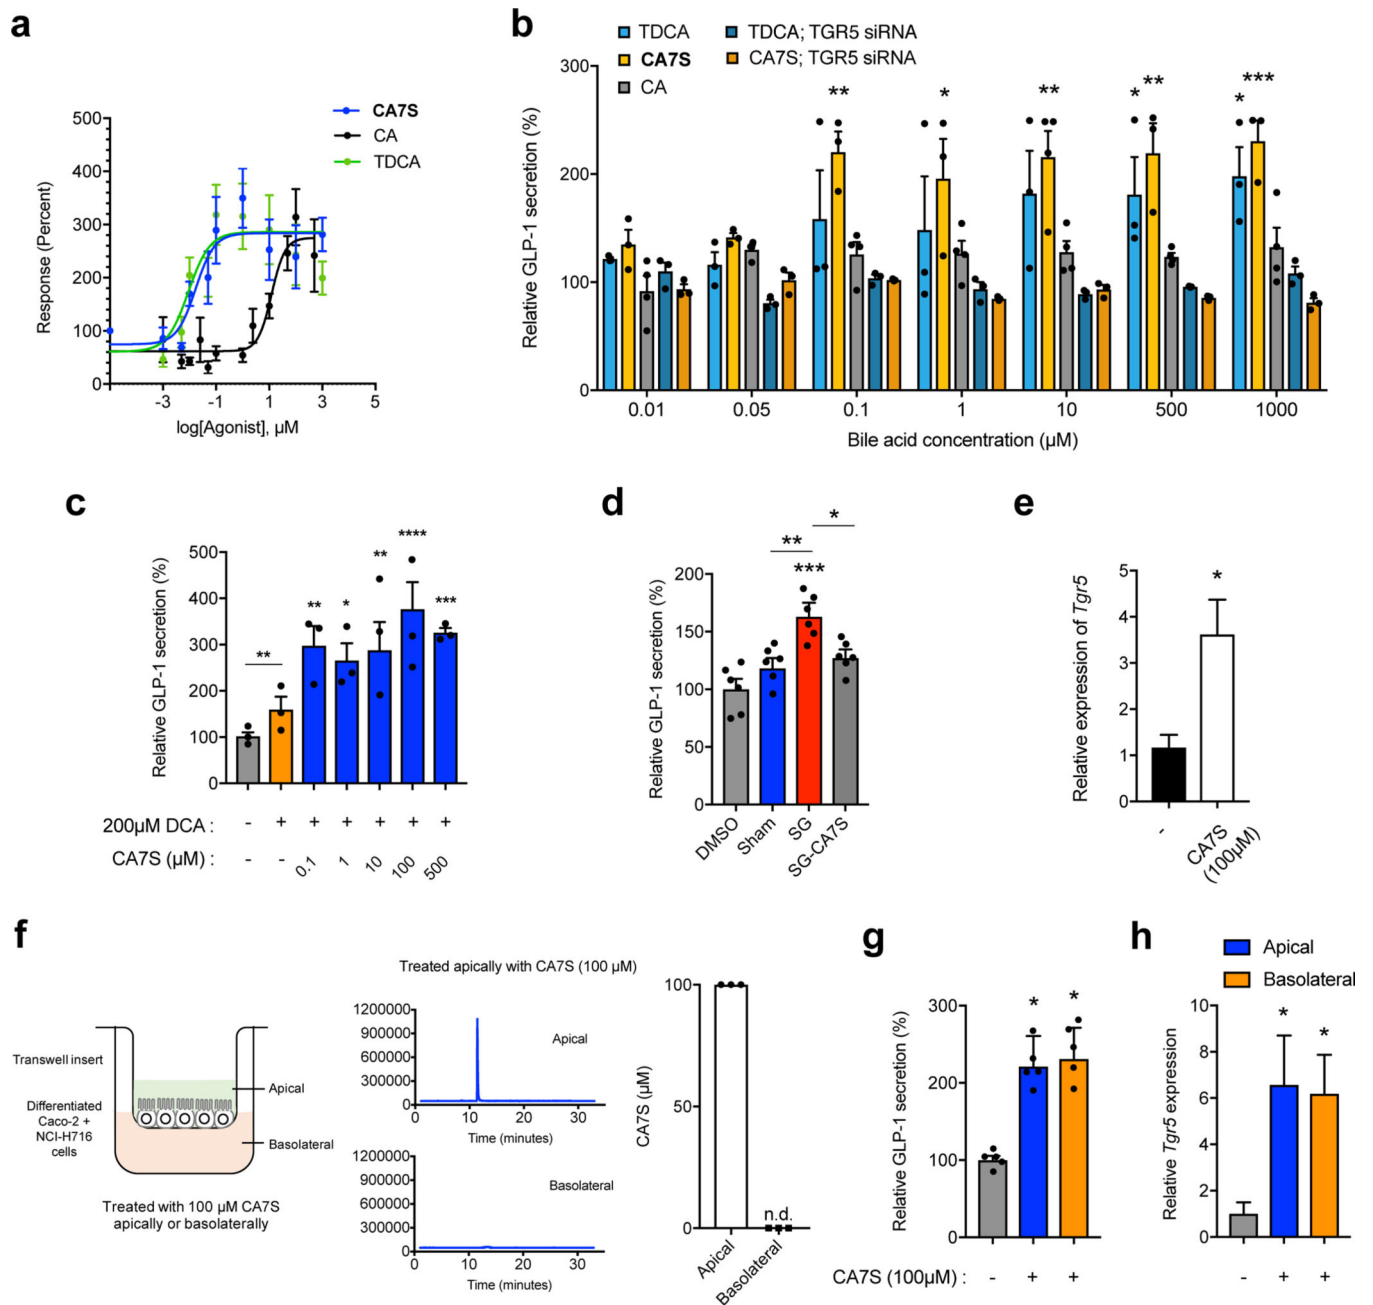 a
CA7S
CA
TDCA
500
400
300
200
100
0
-3 -1 1 3 5
Response (Percent)
log[Agonist], µM
b
TDCA TDCA; TGR5 siRNA
CA7S CA7S; TGR5 siRNA
CA
300
200
100
0
** * ** * ** * ***
Relative GLP-1 secretion (%)
0.01 0.05 0.1 1 10 500 1000
Bile acid concentration (µM)
c
500
400
300
200
100
0
** ** * ** **** ***
Relative GLP-1 secretion (%)
200µM DCA : - + + + + + +
CA7S (µM) : - - 0.1 1 10 100 500
d
200
150
100
50
0
*
**
***
Relative GLP-1 secretion (%)
DMSO Sham SG SG-CA7S
e
5
4
3
2
1
0
*
Relative expression of Tgr5
- CA7S
(100µM)
f
Transwell insert
Apical
Differentiated
Caco-2 +
NCI-H716
cells
Basolateral
Treated with 100 µM CA7S
apically or basolaterally
Treated apically with CA7S (100 µM)
1200000
900000
600000
300000
0
Apical
0 10 20 30
Time (minutes)
1200000
900000
600000
300000
0
Basolateral
0 10 20 30
Time (minutes)
100
50
0
CA7S (µM)
n.d.
Apical Basolateral
g
300
200
100
0
* *
Relative GLP-1 secretion (%)
CA7S (100µM) : - + +
h
Apical
Basolateral
10
8
6
4
2
0
* *
Relative Tgr5 expression
- + +